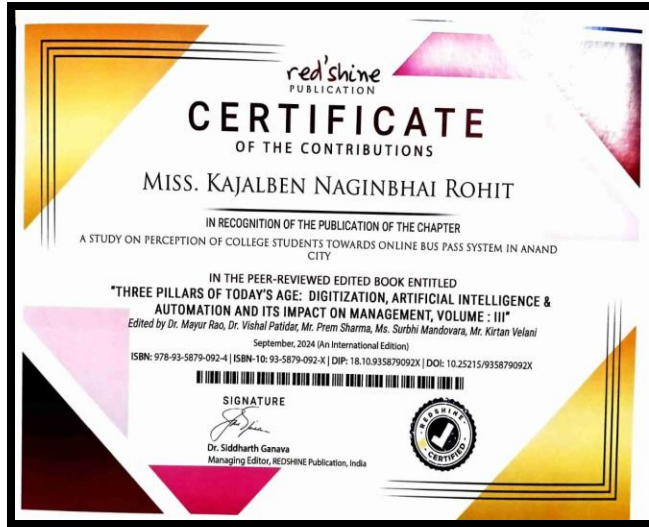 red'shine
PUBLICATION
CERTIFICATE
OF THE CONTRIBUTIONS
MISS. KAJALBEN NAGINBHAI ROHIT
IN RECOGNITION OF THE PUBLICATION OF THE CHAPTER
A STUDY ON PERCEPTION OF COLLEGE STUDENTS TOWARDS ONLINE BUS PASS SYSTEM IN ANAND
CITY
IN THE PEER-REVIEWED EDITED BOOK ENTITLED
"THREE PILLARS OF TODAY'S AGE: DIGITIZATION, ARTIFICIAL INTELLIGENCE &
AUTOMATION AND ITS IMPACT ON MANAGEMENT, VOLUME : III"
Edited by Dr. Mayur Rao, Dr. Vishal Patidar, Mr. Prem Sharma, Ms. Surbhi Mandovara, Mr. Kirtan Velani
September, 2024 (An International Edition)
ISBN: 978-93-5879-092-4 | ISBN-10: 93-5879-092-X | DIP: 18.10.935879092X | DOI: 10.25215/935879092X
SIGNATURE
Dr. Siddharth Ganava
Managing Editor, REDSHINE Publication, India
REDSHINE
CERTIFIED